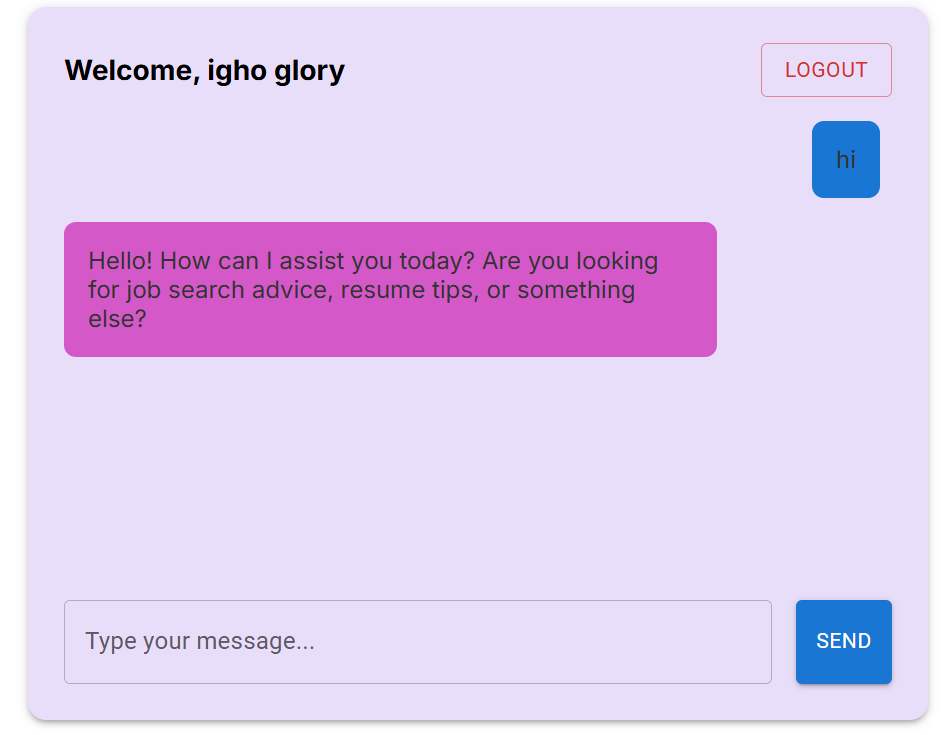 Welcome, igho glory
LOGOUT
hi
Hello! How can I assist you today? Are you looking
for job search advice, resume tips, or something
else?
Type your message...
SEND